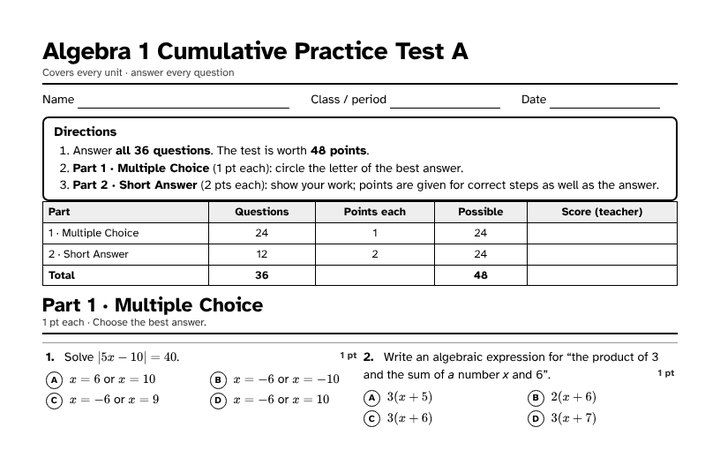 Algebra 1 Cumulative Practice Test A
Covers every unit · answer every question
Name Class / period Date
Directions
1. Answer all 36 questions. The test is worth 48 points.
2. Part 1 · Multiple Choice (1 pt each): circle the letter of the best answer.
3. Part 2 · Short Answer (2 pts each): show your work; points are given for correct steps as well as the answer.
Part Questions Points each Possible Score (teacher)
1 · Multiple Choice 24 1 24
2 · Short Answer 12 2 24
Total 36 48
Part 1 · Multiple Choice
1 pt each · Choose the best answer.
1. Solve |5x − 10| = 40. 1 pt
A x = 6 or x = 10 B x = −6 or x = −10
C x = −6 or x = 9 D x = −6 or x = 10
2. Write an algebraic expression for “the product of 3
and the sum of a number x and 6”. 1 pt
A 3(x + 5) B 2(x + 6)
C 3(x + 6) D 3(x + 7)